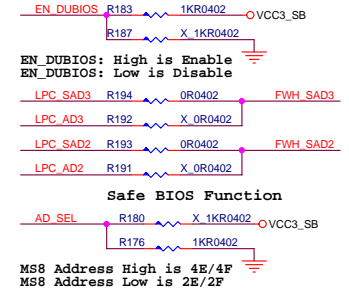 EN_DUBIOS R183 1KR0402 VCC3_SB
R187 X_1KR0402
EN_DUBIOS: High is Enable
EN_DUBIOS: Low is Disable
LPC_SAD3 R194 0R0402 FWH_SAD3
LPC_AD3 R192 X_0R0402
LPC_SAD2 R193 0R0402 FWH_SAD2
LPC_AD2 R191 X_0R0402
Safe BIOS Function
AD_SEL R180 X_1KR0402 VCC3_SB
R176 1KR0402
MS8 Address High is 4E/4F
MS8 Address Low is 2E/2F